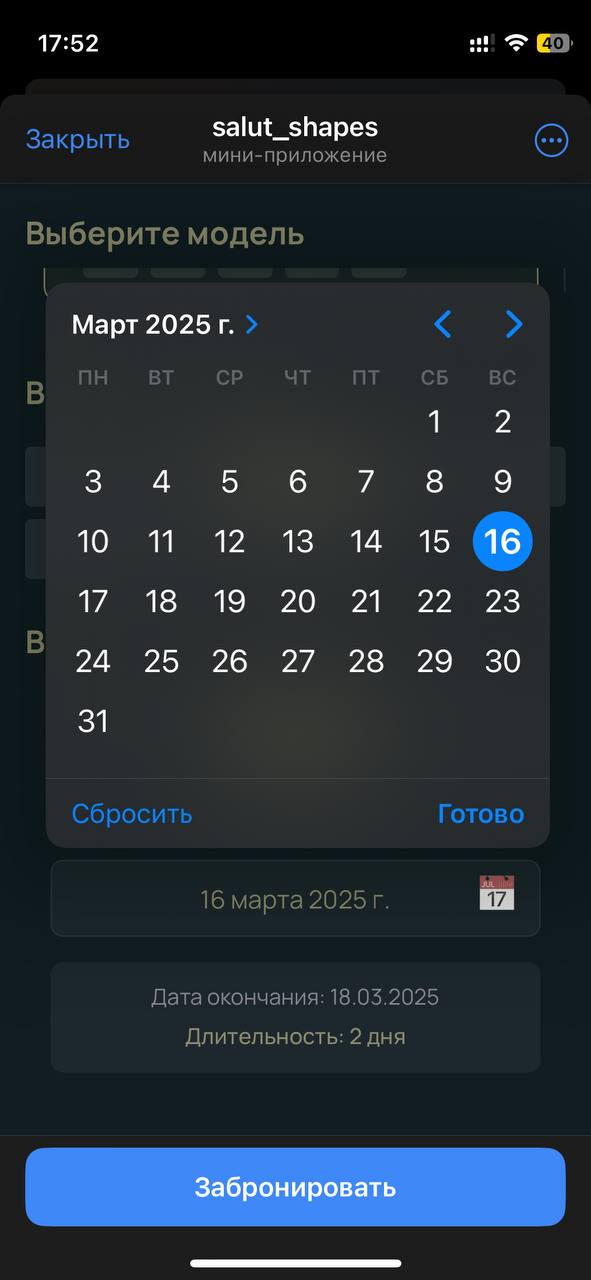 17:52
40
Закрыть
salut_shapes
мини-приложение
Выберите модель
Март 2025 г.
ПН ВТ СР ЧТ ПТ СБ ВС
В
1 2
3 4 5 6 7 8 9
10 11 12 13 14 15 16
17 18 19 20 21 22 23
В
24 25 26 27 28 29 30
31
Сбросить Готово
16 марта 2025 г.
JUL
17
Дата окончания: 18.03.2025
Длительность: 2 дня
Забронировать